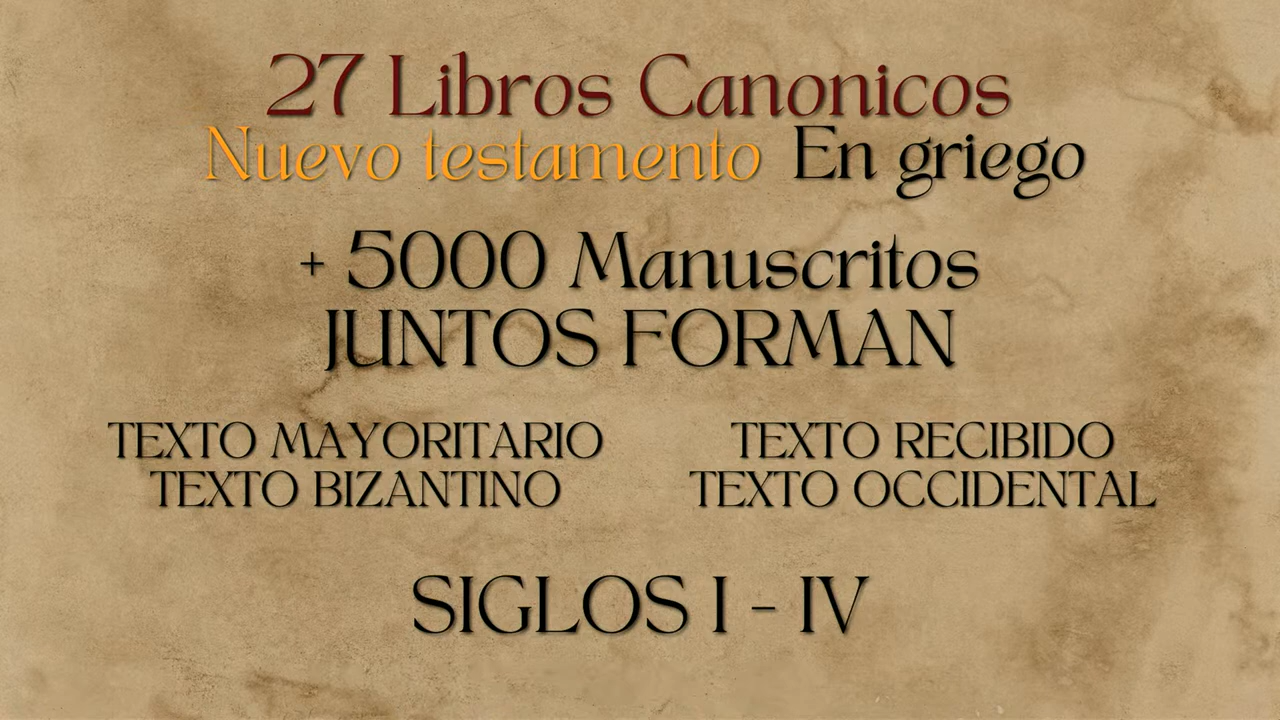 27 Libros Canonicos
Nuevo testamento En griego
+ 5000 Manuscritos
JUNTOS FORMAN
TEXTO MAYORITARIO
TEXTO BIZANTINO
TEXTO RECIBIDO
TEXTO OCCIDENTAL
SIGLOS I - IV